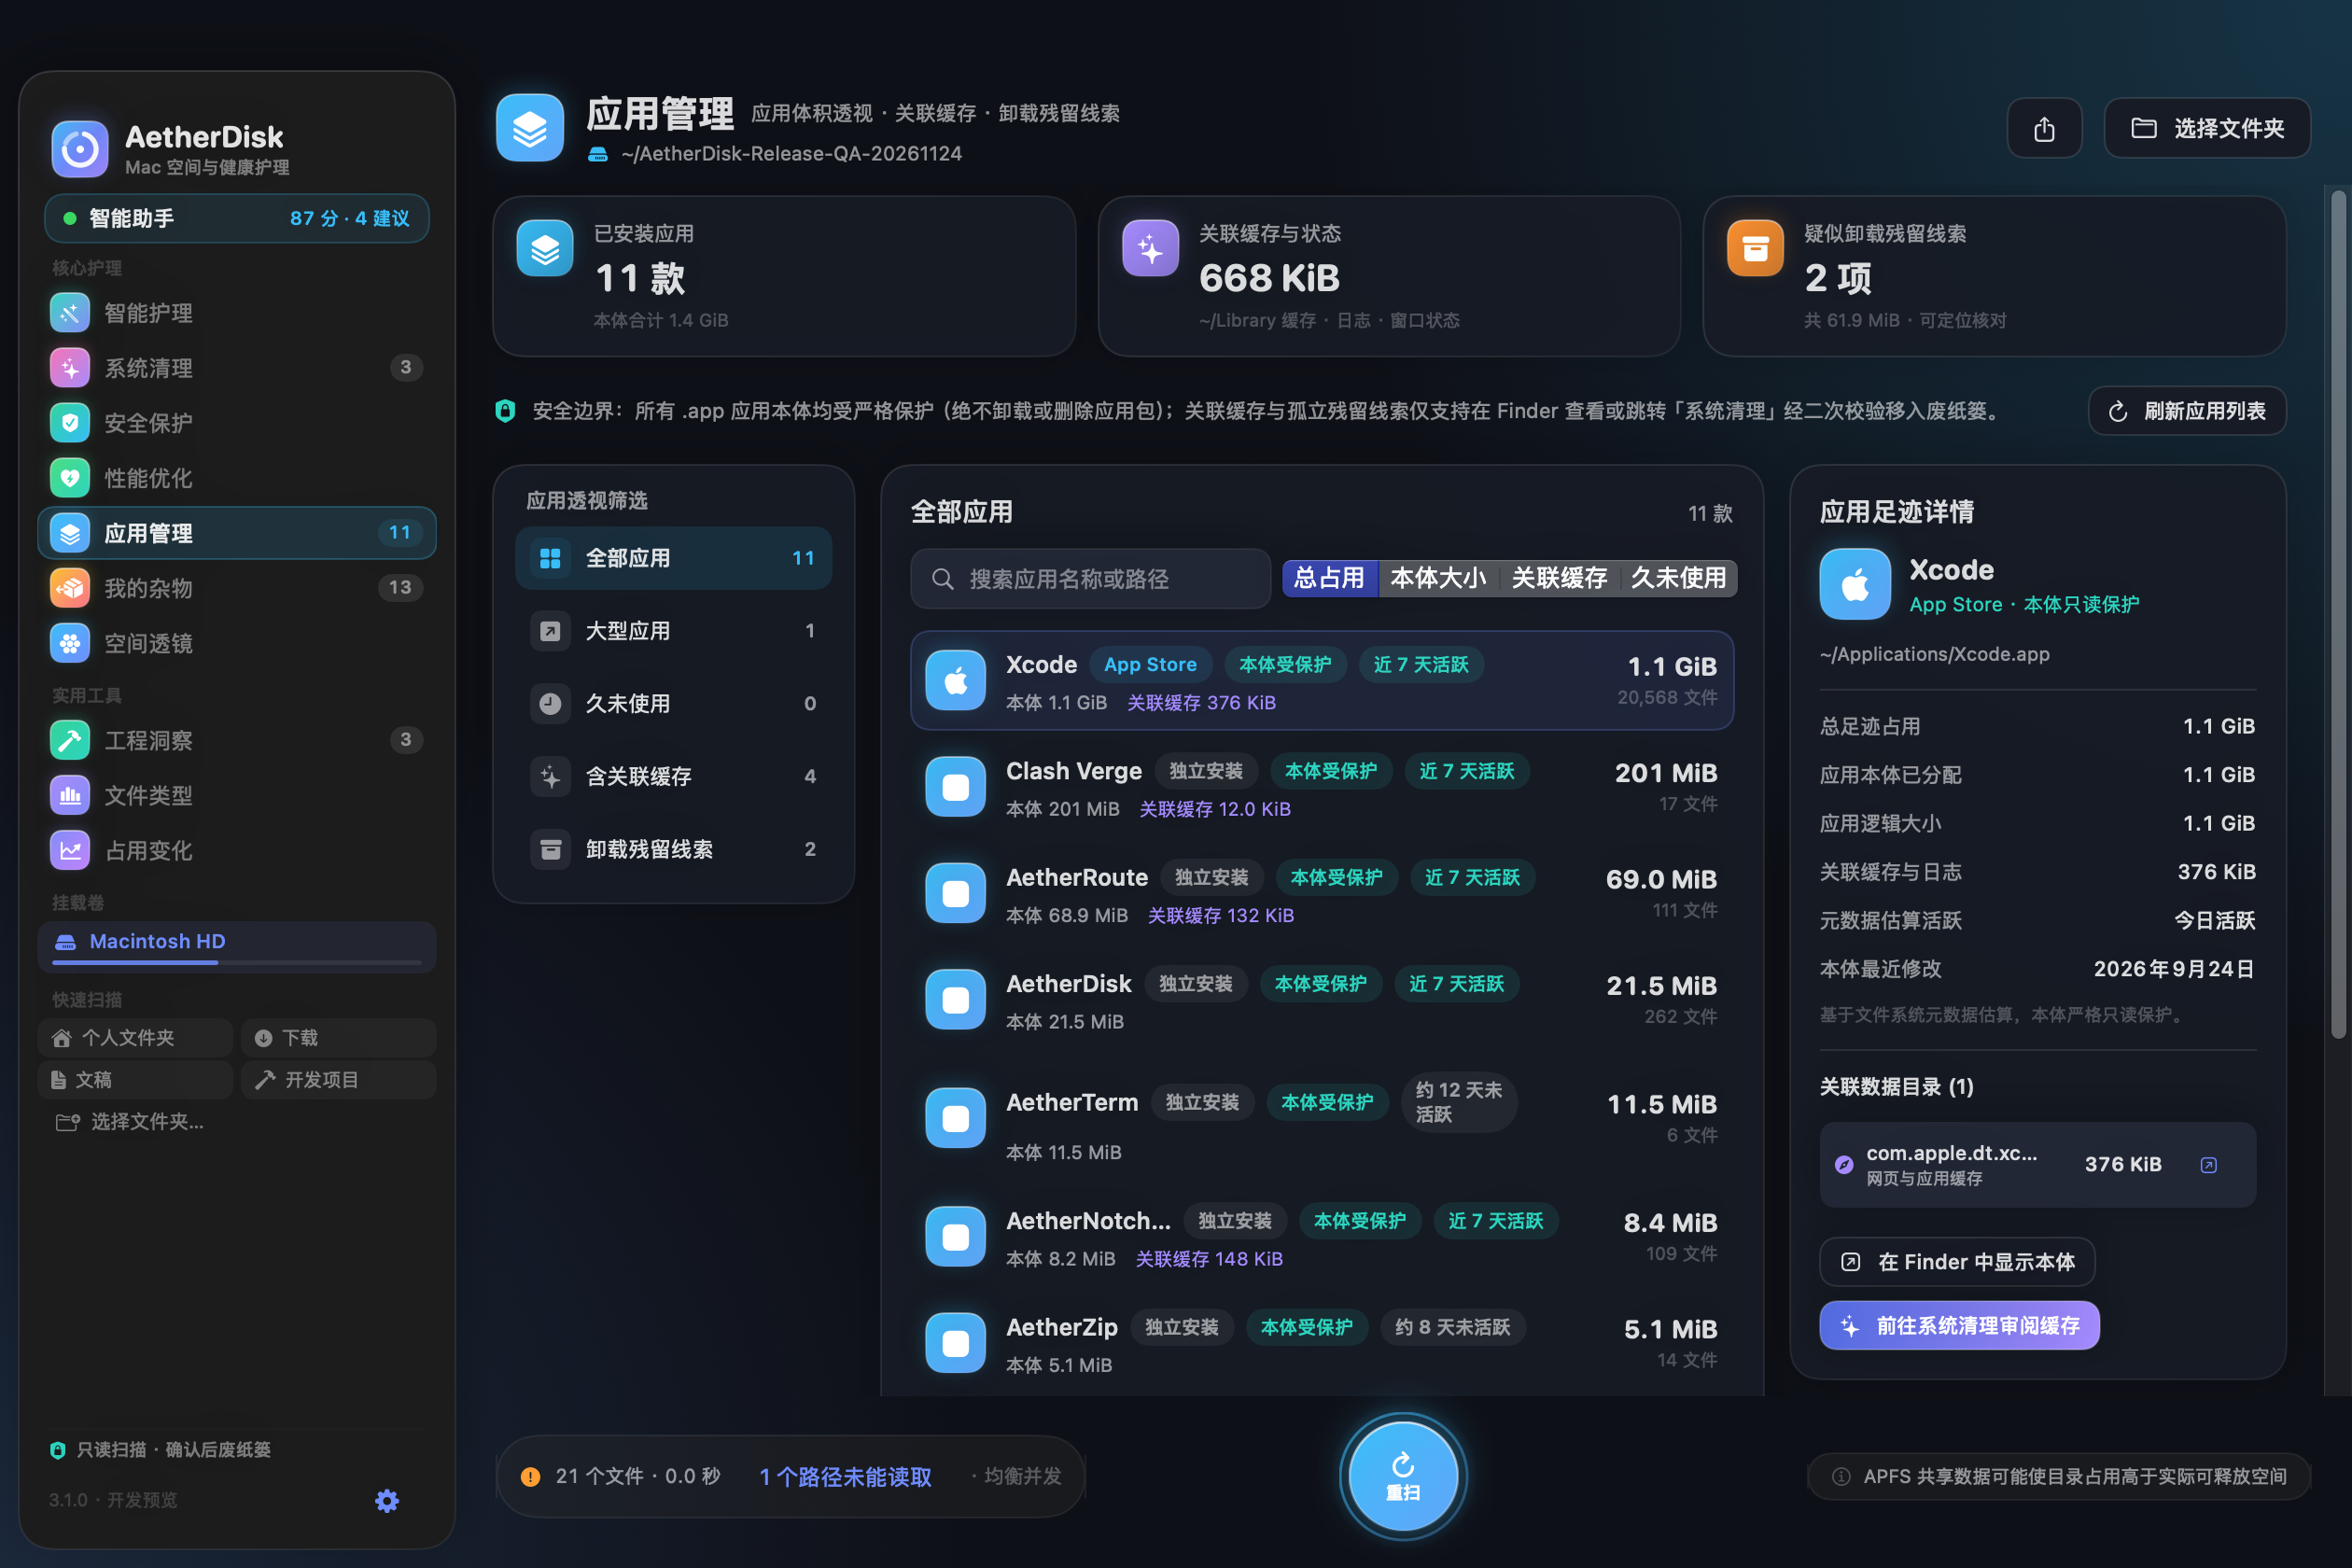 AetherDisk
Mac 空间与健康护理
智能助手 87 分 · 4 建议
核心护理
智能护理
系统清理 3
安全保护
性能优化
应用管理 11
我的杂物 13
空间透镜
实用工具
工程洞察 3
文件类型
占用变化
挂载卷
Macintosh HD
快速扫描
个人文件夹 下载
文稿 开发项目
选择文件夹...
只读扫描 · 确认后废纸篓
3.1.0 · 开发预览
应用管理 应用体积透视 · 关联缓存 · 卸载残留线索
~/AetherDisk-Release-QA-20261124
选择文件夹
已安装应用
11 款
本体合计 1.4 GiB
关联缓存与状态
668 KiB
~/Library 缓存 · 日志 · 窗口状态
疑似卸载残留线索
2 项
共 61.9 MiB · 可定位核对
安全边界：所有 .app 应用本体均受严格保护（绝不卸载或删除应用包）；关联缓存与孤立残留线索仅支持在 Finder 查看或跳转「系统清理」经二次校验移入废纸篓。
刷新应用列表
应用透视筛选
全部应用 11
大型应用 1
久未使用 0
含关联缓存 4
卸载残留线索 2
全部应用 11 款
搜索应用名称或路径
总占用 本体大小 关联缓存 久未使用
Xcode App Store 本体受保护 近 7 天活跃 1.1 GiB
本体 1.1 GiB 关联缓存 376 KiB 20,568 文件
Clash Verge 独立安装 本体受保护 近 7 天活跃 201 MiB
本体 201 MiB 关联缓存 12.0 KiB 17 文件
AetherRoute 独立安装 本体受保护 近 7 天活跃 69.0 MiB
本体 68.9 MiB 关联缓存 132 KiB 111 文件
AetherDisk 独立安装 本体受保护 近 7 天活跃 21.5 MiB
本体 21.5 MiB 262 文件
AetherTerm 独立安装 本体受保护 约 12 天未活跃 11.5 MiB
本体 11.5 MiB 6 文件
AetherNotch... 独立安装 本体受保护 近 7 天活跃 8.4 MiB
本体 8.2 MiB 关联缓存 148 KiB 109 文件
AetherZip 独立安装 本体受保护 约 8 天未活跃 5.1 MiB
本体 5.1 MiB 14 文件
应用足迹详情
Xcode
App Store · 本体只读保护
~/Applications/Xcode.app
总足迹占用 1.1 GiB
应用本体已分配 1.1 GiB
应用逻辑大小 1.1 GiB
关联缓存与日志 376 KiB
元数据估算活跃 今日活跃
本体最近修改 2026年9月24日
基于文件系统元数据估算，本体严格只读保护。
关联数据目录 (1)
com.apple.dt.xc...
网页与应用缓存
376 KiB
在 Finder 中显示本体
前往系统清理审阅缓存
21 个文件 · 0.0 秒 1 个路径未能读取 · 均衡并发
重扫
APFS 共享数据可能使目录占用高于实际可释放空间